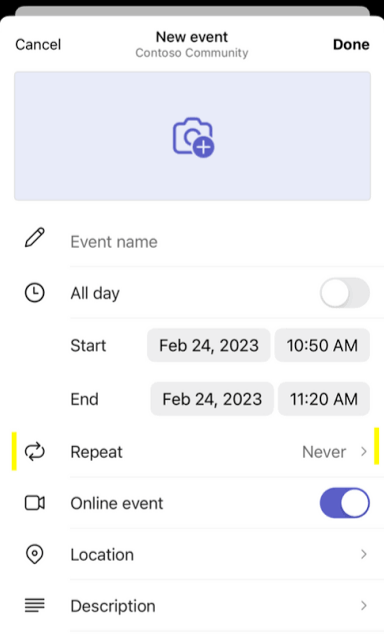 Cancel New event Done
Contoso Community
Event name
All day
Start Feb 24, 2023 10:50 AM
End Feb 24, 2023 11:20 AM
Repeat Never
Online event
Location
Description